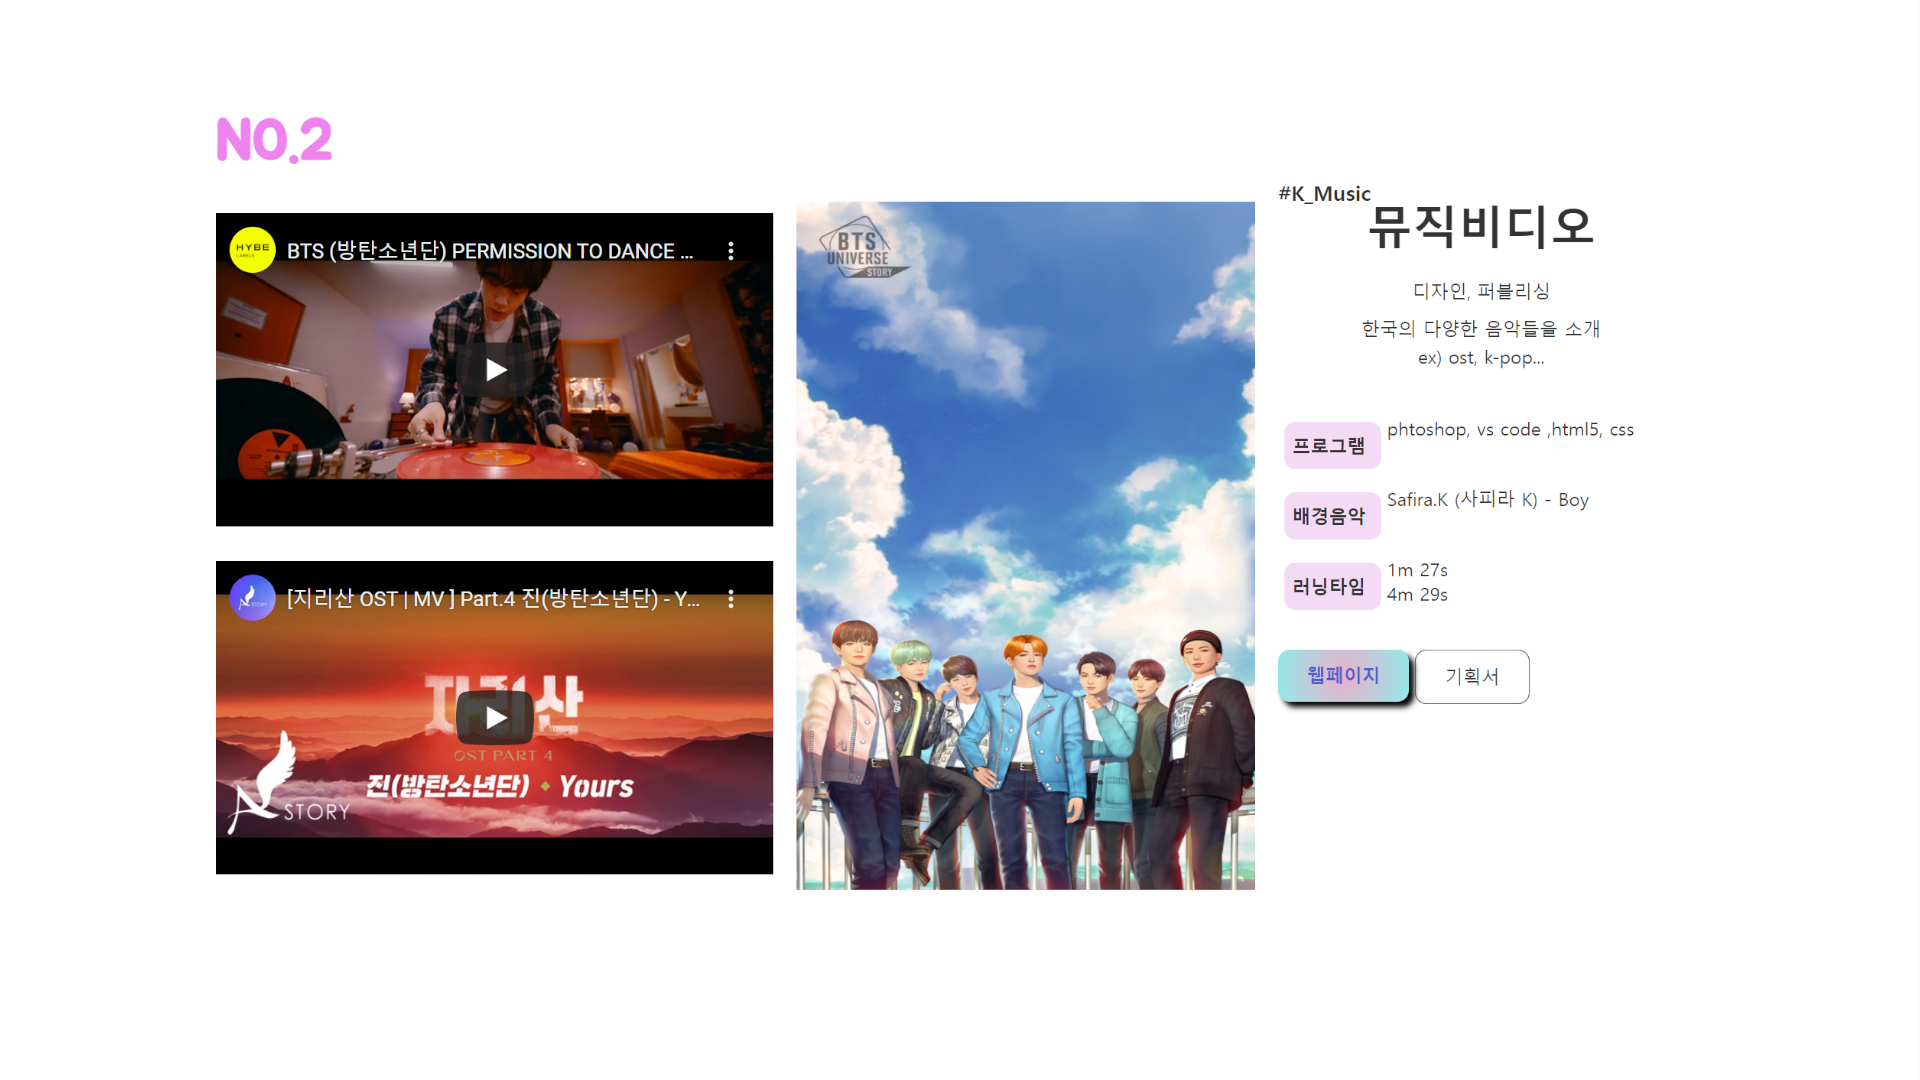 NO.2
HYBE
LABELS
BTS (방탄소년단) PERMISSION TO DANCE ...
[지리산 OST | MV ] Part.4 진(방탄소년단) - Y...
지리산
OST PART 4
진(방탄소년단) ◆ Yours
STORY
BTS
UNIVERSE
STORY
#K_Music
뮤직비디오
디자인, 퍼블리싱
한국의 다양한 음악들을 소개
ex) ost, k-pop...
프로그램 phtoshop, vs code ,html5, css
배경음악 Safira.K (사피라 K) - Boy
러닝타임 1m 27s
4m 29s
웹페이지 기획서